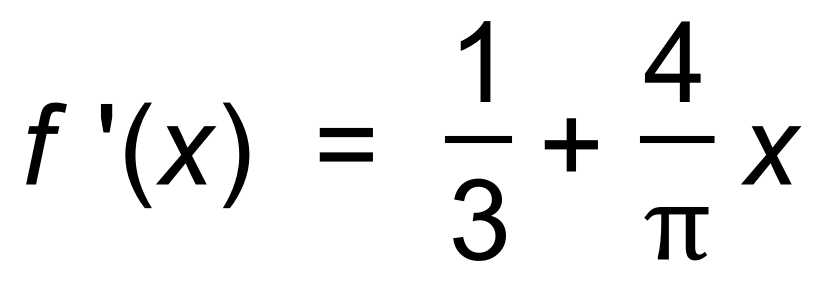 f '(x) = 1/3 + 4/π x